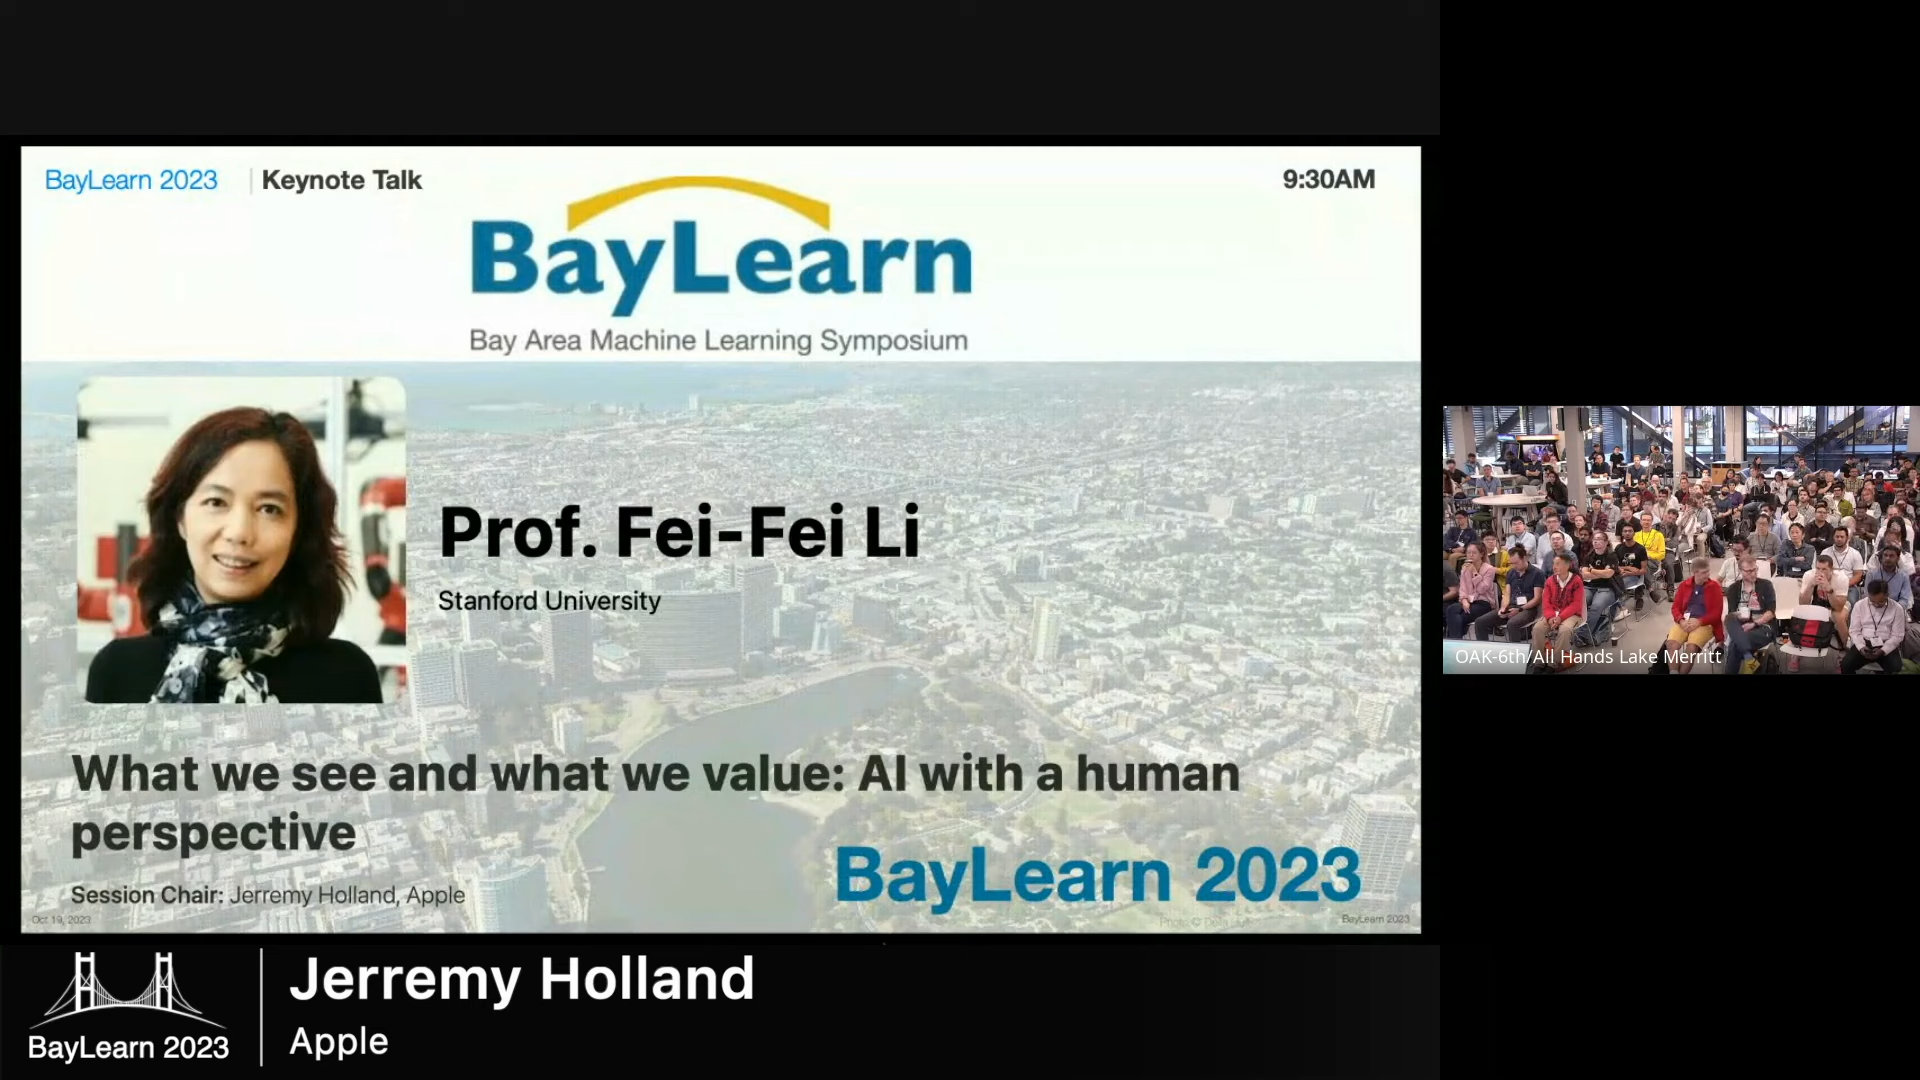 BayLearn 2023 | Keynote Talk
9:30AM
BayLearn
Bay Area Machine Learning Symposium
Prof. Fei-Fei Li
Stanford University
What we see and what we value: AI with a human
perspective
Session Chair: Jerremy Holland, Apple
BayLearn 2023
Oct 19, 2023
Photo ©
BayLearn 2023
OAK-6th/All Hands Lake Merritt
BayLearn 2023
Jerremy Holland
Apple